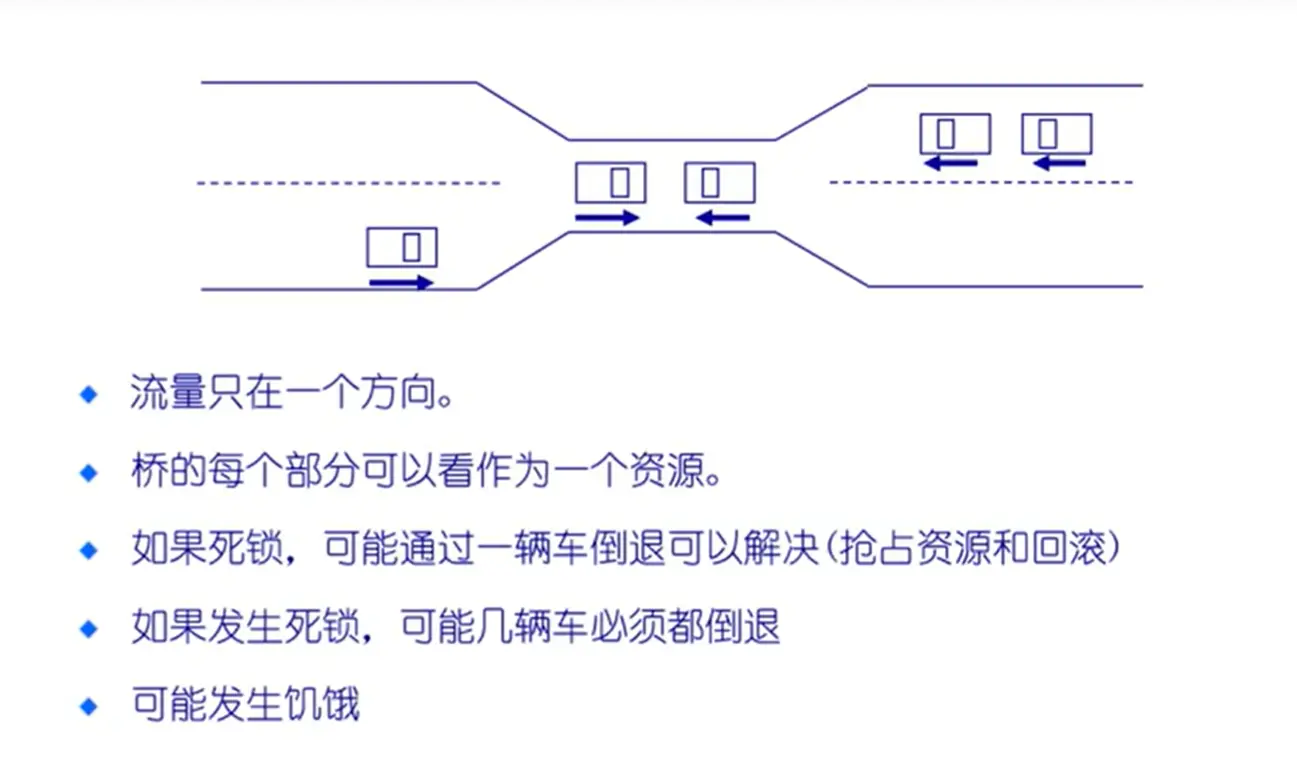 流量只在一个方向。
桥的每个部分可以看作为一个资源。
如果死锁，可能通过一辆车倒退可以解决(抢占资源和回滚)
如果发生死锁，可能几辆车必须都倒退
可能发生饥饿